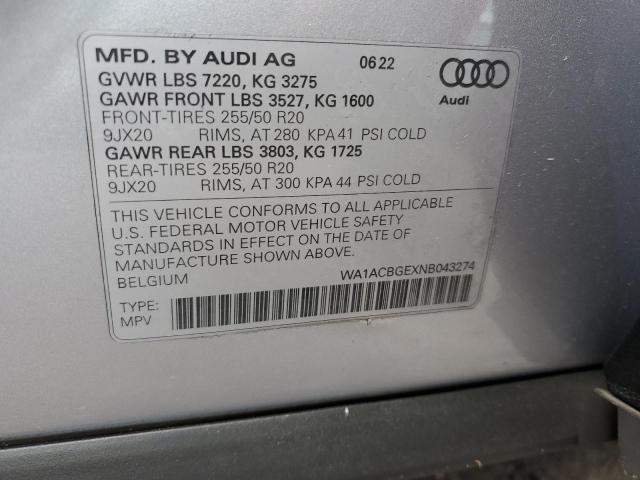 MFD. BY AUDI AG 0622
GVWR LBS 7220, KG 3275
GAWR FRONT LBS 3527, KG 1600
Audi
FRONT-TIRES 255/50 R20
9JX20 RIMS, AT 280 KPA 41 PSI COLD
GAWR REAR LBS 3803, KG 1725
REAR-TIRES 255/50 R20
9JX20 RIMS, AT 300 KPA 44 PSI COLD
THIS VEHICLE CONFORMS TO ALL APPLICABLE
U.S. FEDERAL MOTOR VEHICLE SAFETY
STANDARDS IN EFFECT ON THE DATE OF
MANUFACTURE SHOWN ABOVE.
BELGIUM WA1ACBGEXNB043274
TYPE:
MPV